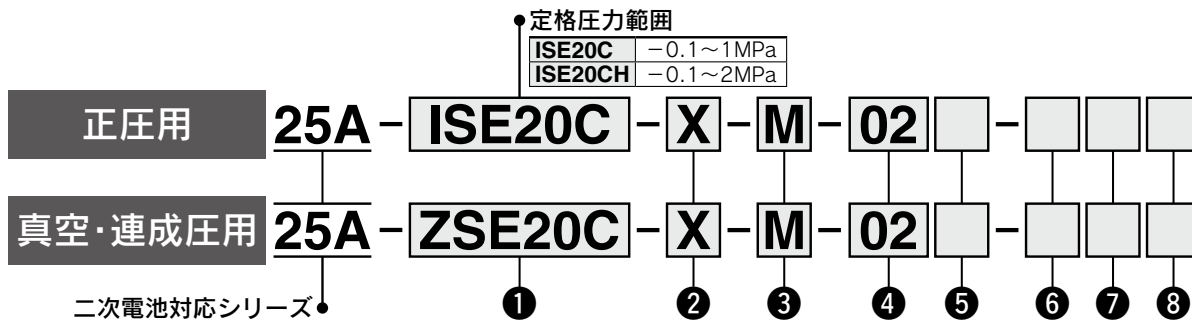 定格圧力範囲
ISE20C −0.1〜1MPa
ISE20CH −0.1〜2MPa
正圧用 25A − ISE20C − X − M − 02 −
真空・連成圧用 25A − ZSE20C − X − M − 02 −
二次電池対応シリーズ ❶ ❷ ❸ ❹ ❺ ❻ ❼ ❽